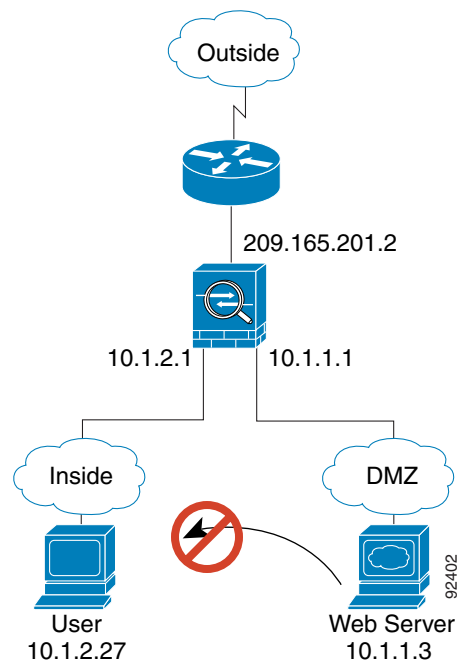 Outside
209.165.201.2
10.1.2.1
10.1.1.1
Inside
DMZ
User
10.1.2.27
Web Server
10.1.1.3
92402